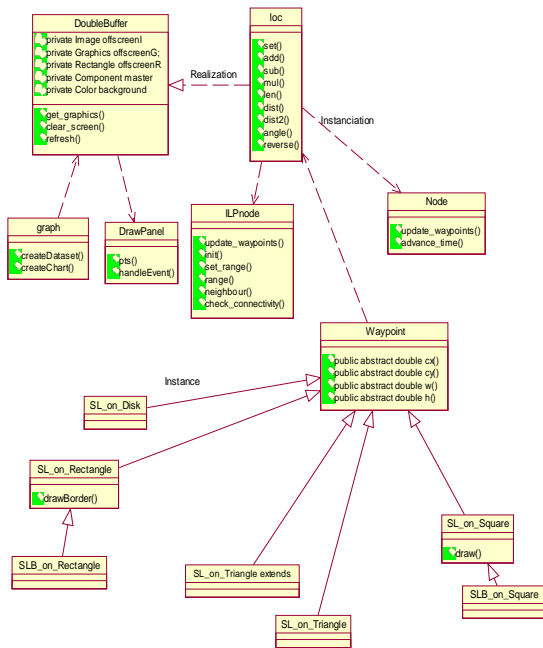 DoubleBuffer
private Image offscreenI
private Graphics offscreenG;
private Rectangle offscreenR
private Component master
private Color background
get_graphics()
clear_screen()
refresh()
loc
set()
add()
sub()
mul()
len()
dist()
dist2()
angle()
reverse()
Realization
Instanciation
graph
createDataset()
createChart()
DrawPanel
pts()
handleEvent()
ILPnode
update_waypoints()
init()
set_range()
range()
neighbour()
check_connectivity()
Node
update_waypoints()
advance_time()
Waypoint
public abstract double cx()
public abstract double cy()
public abstract double w()
public abstract double h()
Instance
SL_on_Disk
SL_on_Rectangle
drawBorder()
SLB_on_Rectangle
SL_on_Triangle extends
SL_on_Triangle
SL_on_Square
draw()
SLB_on_Square